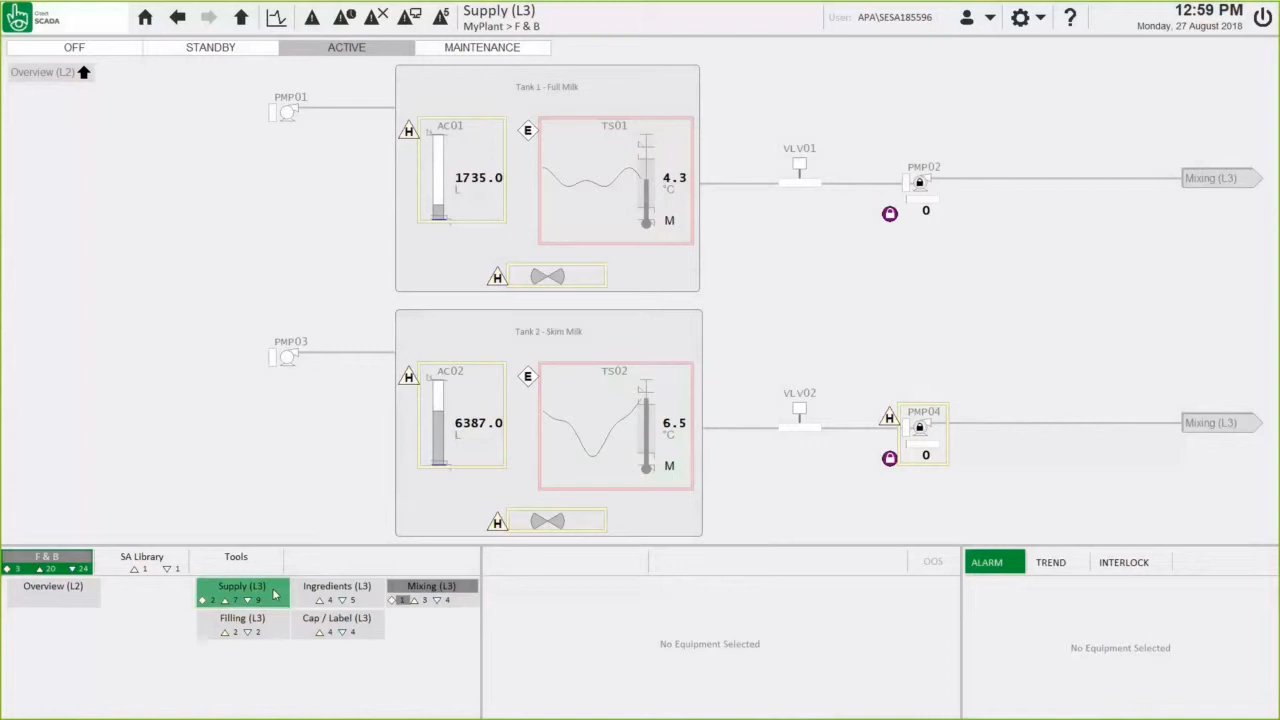 Citect
SCADA
Supply (L3)
MyPlant > F & B
User: APA\SESA185596
?
12:59 PM
Monday, 27 August 2018
OFF
STANDBY
ACTIVE
MAINTENANCE
Overview (L2)
PMP01
Tank 1 - Full Milk
H
AC01
1735.0
L
E
TS01
4.3
°C
M
H
VLV01
PMP02
0
Mixing (L3)
PMP03
Tank 2 - Skim Milk
H
AC02
6387.0
L
E
TS02
6.5
°C
M
H
VLV02
H
PMP04
0
Mixing (L3)
F & B
3 20 24
SA Library
1 1
Tools
OOS
ALARM
TREND
INTERLOCK
Overview (L2)
Supply (L3)
2 7 9
Ingredients (L3)
4 5
Mixing (L3)
1 3 4
Filling (L3)
2 2
Cap / Label (L3)
4 4
No Equipment Selected
No Equipment Selected